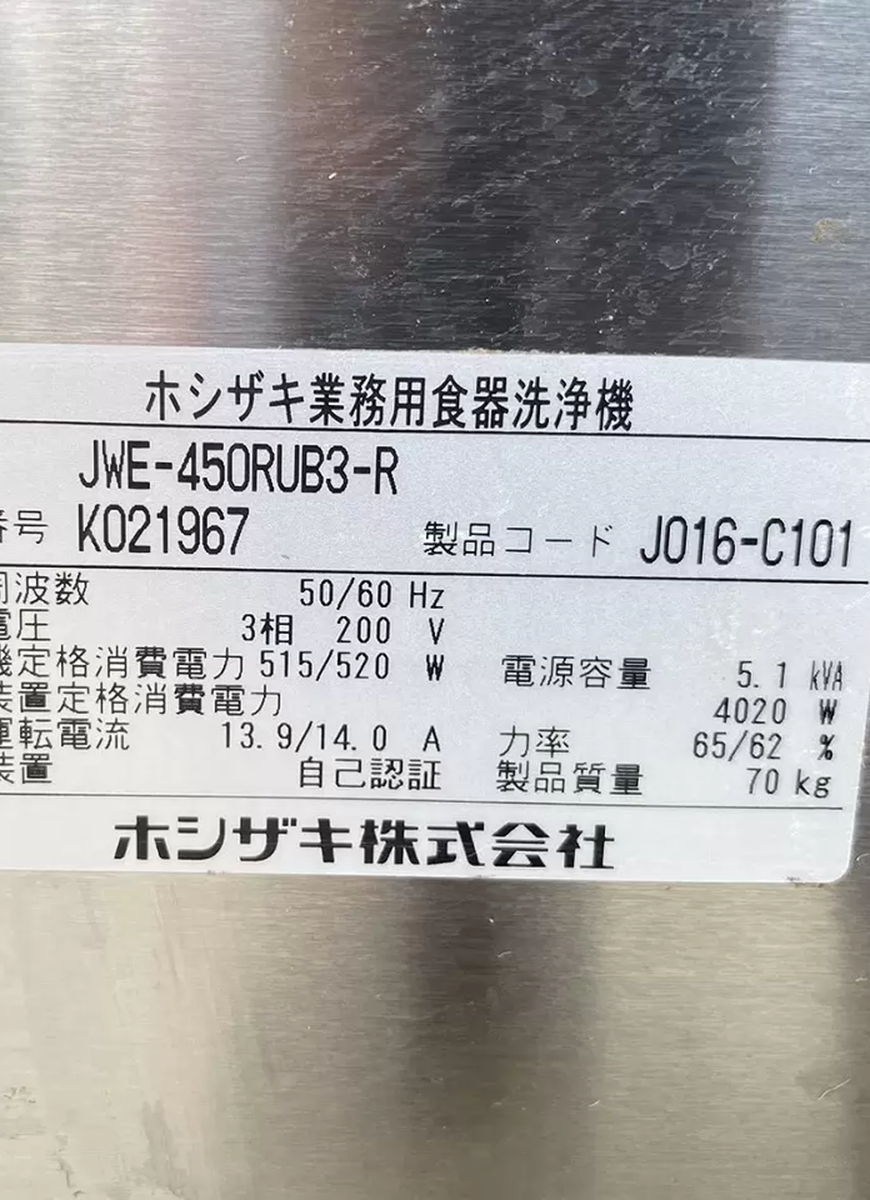 ホシザキ業務用食器洗浄機
JWE-450RUB3-R
番号 K021967 製品コード J016-C101
周波数 50/60 Hz
電圧 3相 200 V
機定格消費電力 515/520 W 電源容量 5.1 kVA
装置定格消費電力 4020 W
運転電流 13.9/14.0 A 力率 65/62 %
装置 自己認証 製品質量 70 kg
ホシザキ株式会社